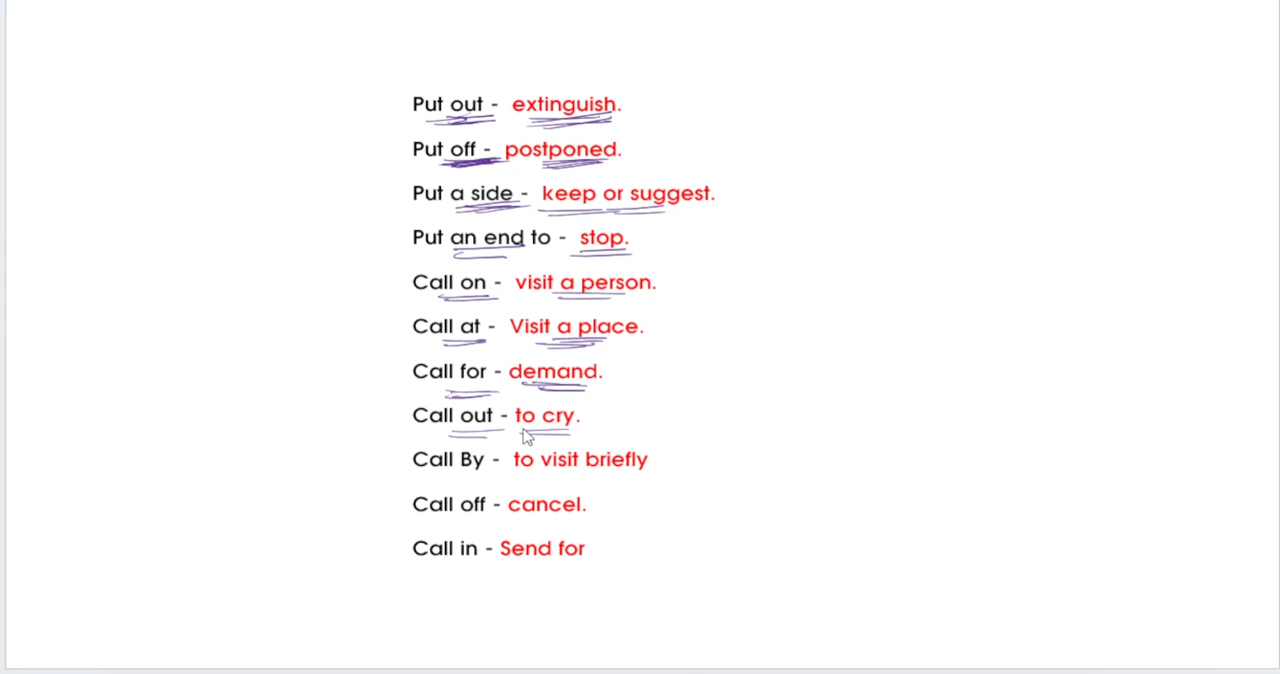 Put out - extinguish.
Put off - postponed.
Put a side - keep or suggest.
Put an end to - stop.
Call on - visit a person.
Call at - Visit a place.
Call for - demand.
Call out - to cry.
Call By - to visit briefly
Call off - cancel.
Call in - Send for